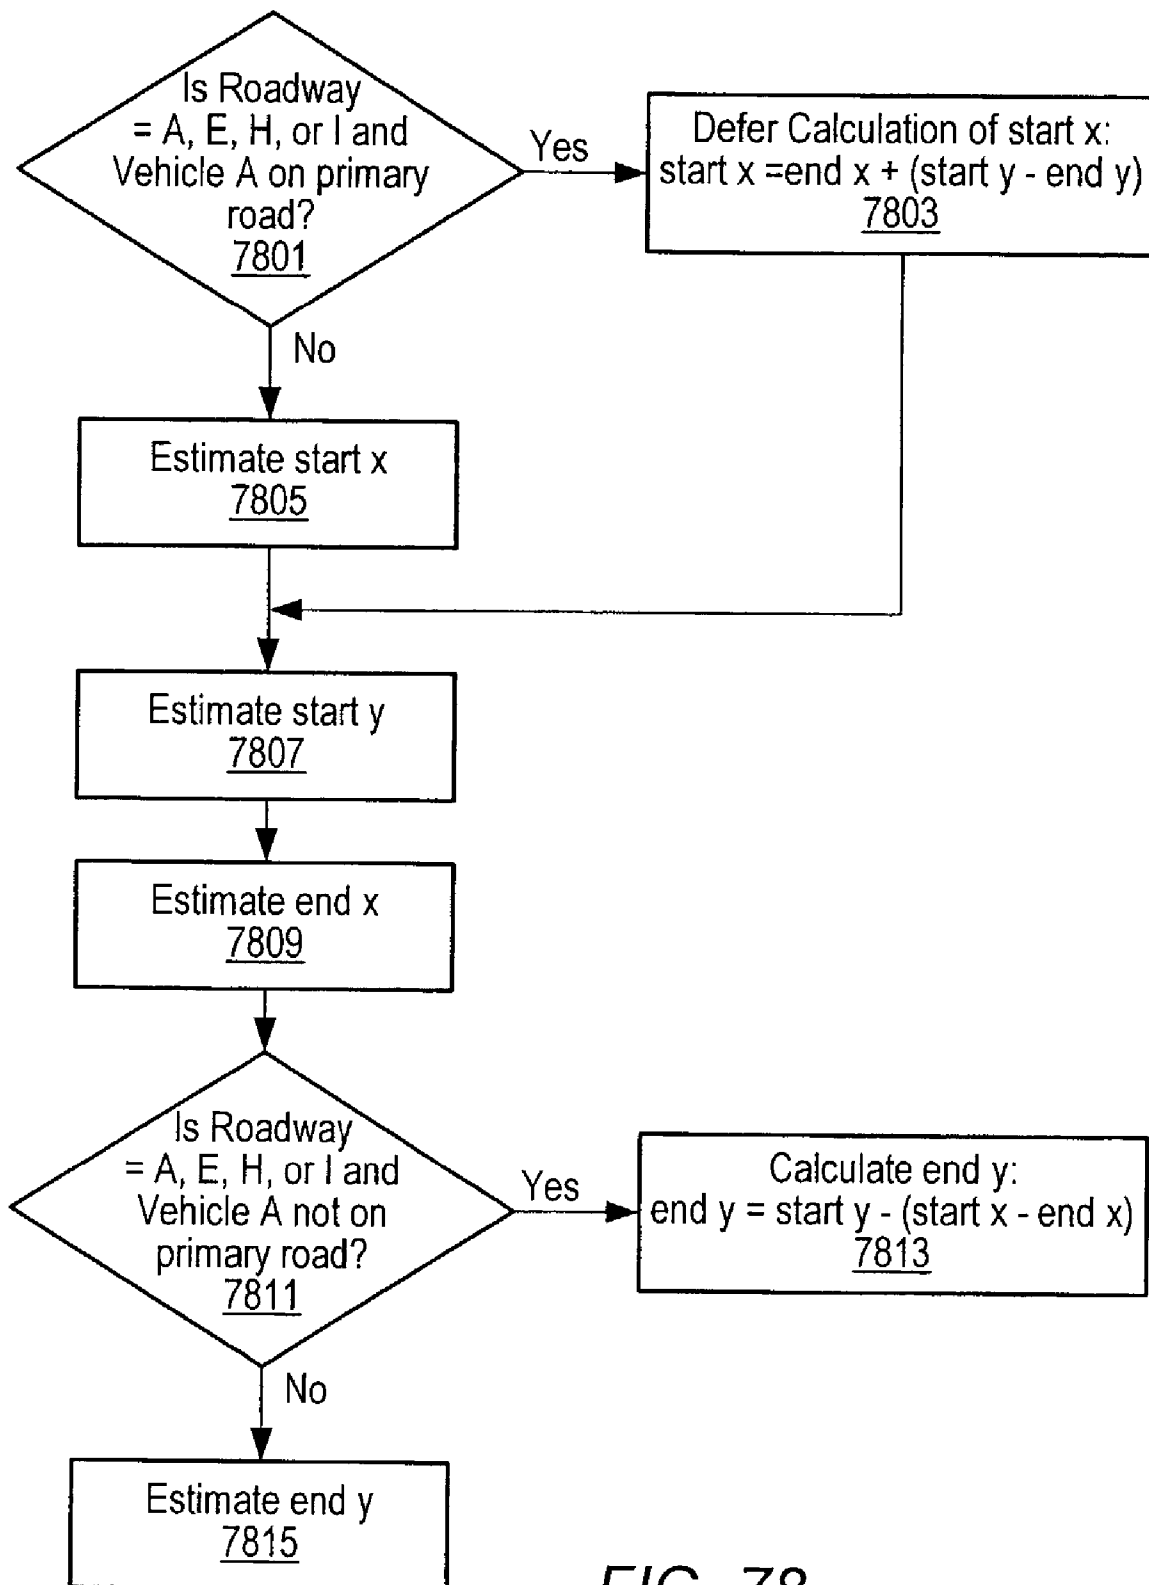 Is Roadway
= A, E, H, or I and
Vehicle A on primary
road?
7801
Yes
Defer Calculation of start x:
start x =end x + (start y - end y)
7803
No
Estimate start x
7805
Estimate start y
7807
Estimate end x
7809
Is Roadway
= A, E, H, or I and
Vehicle A not on
primary road?
7811
Yes
Calculate end y:
end y = start y - (start x - end x)
7813
No
Estimate end y
7815
FIG. 78